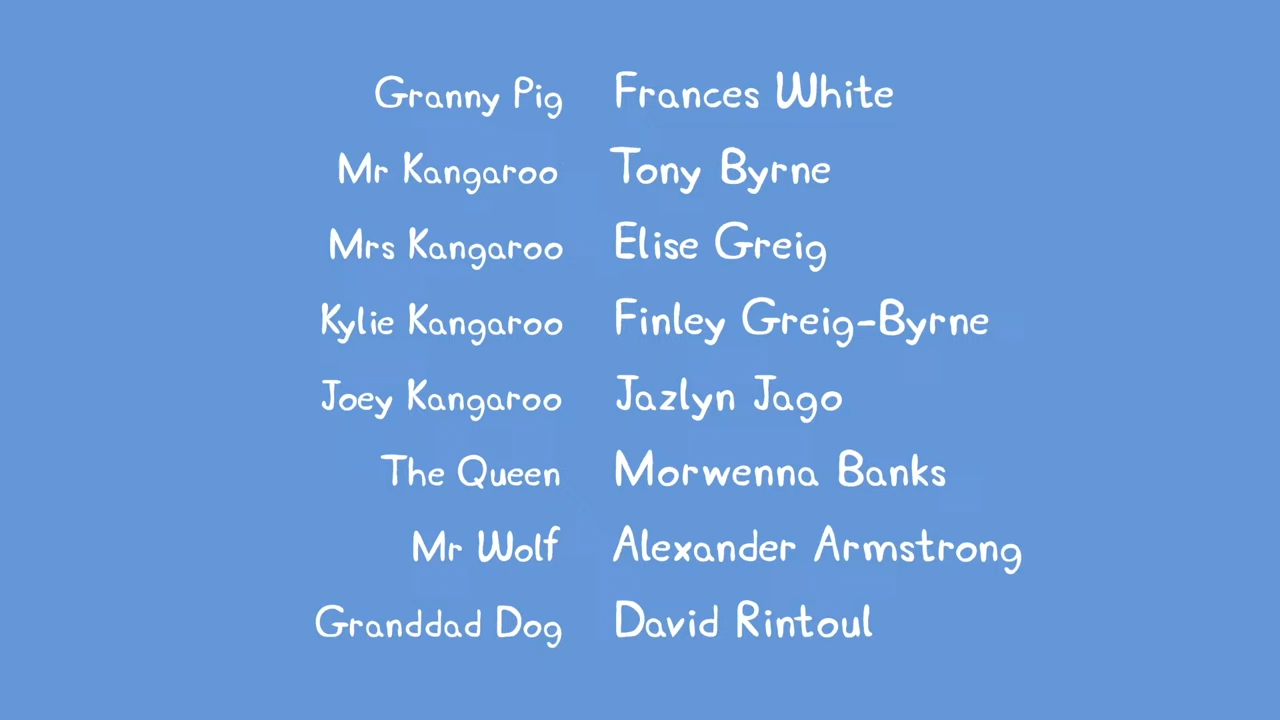 Granny Pig Frances White
Mr Kangaroo Tony Byrne
Mrs Kangaroo Elise Greig
Kylie Kangaroo Finley Greig-Byrne
Joey Kangaroo Jazlyn Jago
The Queen Morwenna Banks
Mr Wolf Alexander Armstrong
Granddad Dog David Rintoul